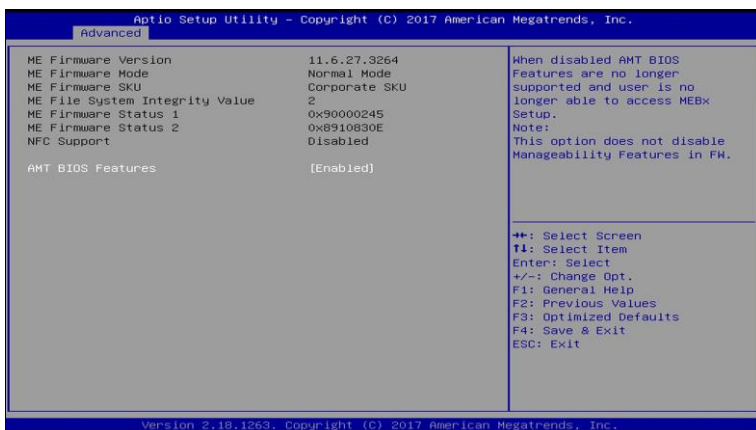 Aptio Setup Utility – Copyright (C) 2017 American Megatrends, Inc.
Advanced
ME Firmware Version 11.6.27.3264
ME Firmware Mode Normal Mode
ME Firmware SKU Corporate SKU
ME File System Integrity Value 2
ME Firmware Status 1 0x90000245
ME Firmware Status 2 0x8910830E
NFC Support Disabled
AMT BIOS Features [Enabled]
When disabled AMT BIOS
Features are no longer
supported and user is no
longer able to access MEBx
Setup.
Note:
This option does not disable
Manageability Features in FW.
→←: Select Screen
↑↓: Select Item
Enter: Select
+/-: Change Opt.
F1: General Help
F2: Previous Values
F3: Optimized Defaults
F4: Save & Exit
ESC: Exit
Version 2.18.1263. Copyright (C) 2017 American Megatrends, Inc.